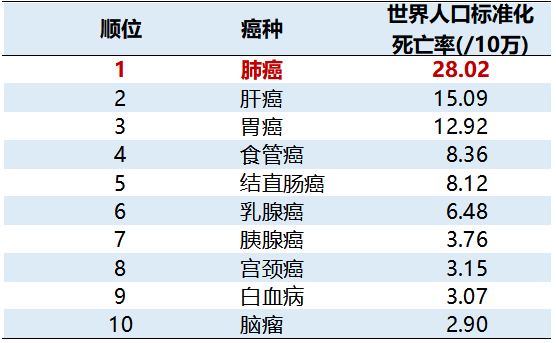 顺位 癌种 世界人口标准化
死亡率(/10万)
1 肺癌 28.02
2 肝癌 15.09
3 胃癌 12.92
4 食管癌 8.36
5 结直肠癌 8.12
6 乳腺癌 6.48
7 胰腺癌 3.76
8 宫颈癌 3.15
9 白血病 3.07
10 脑瘤 2.90